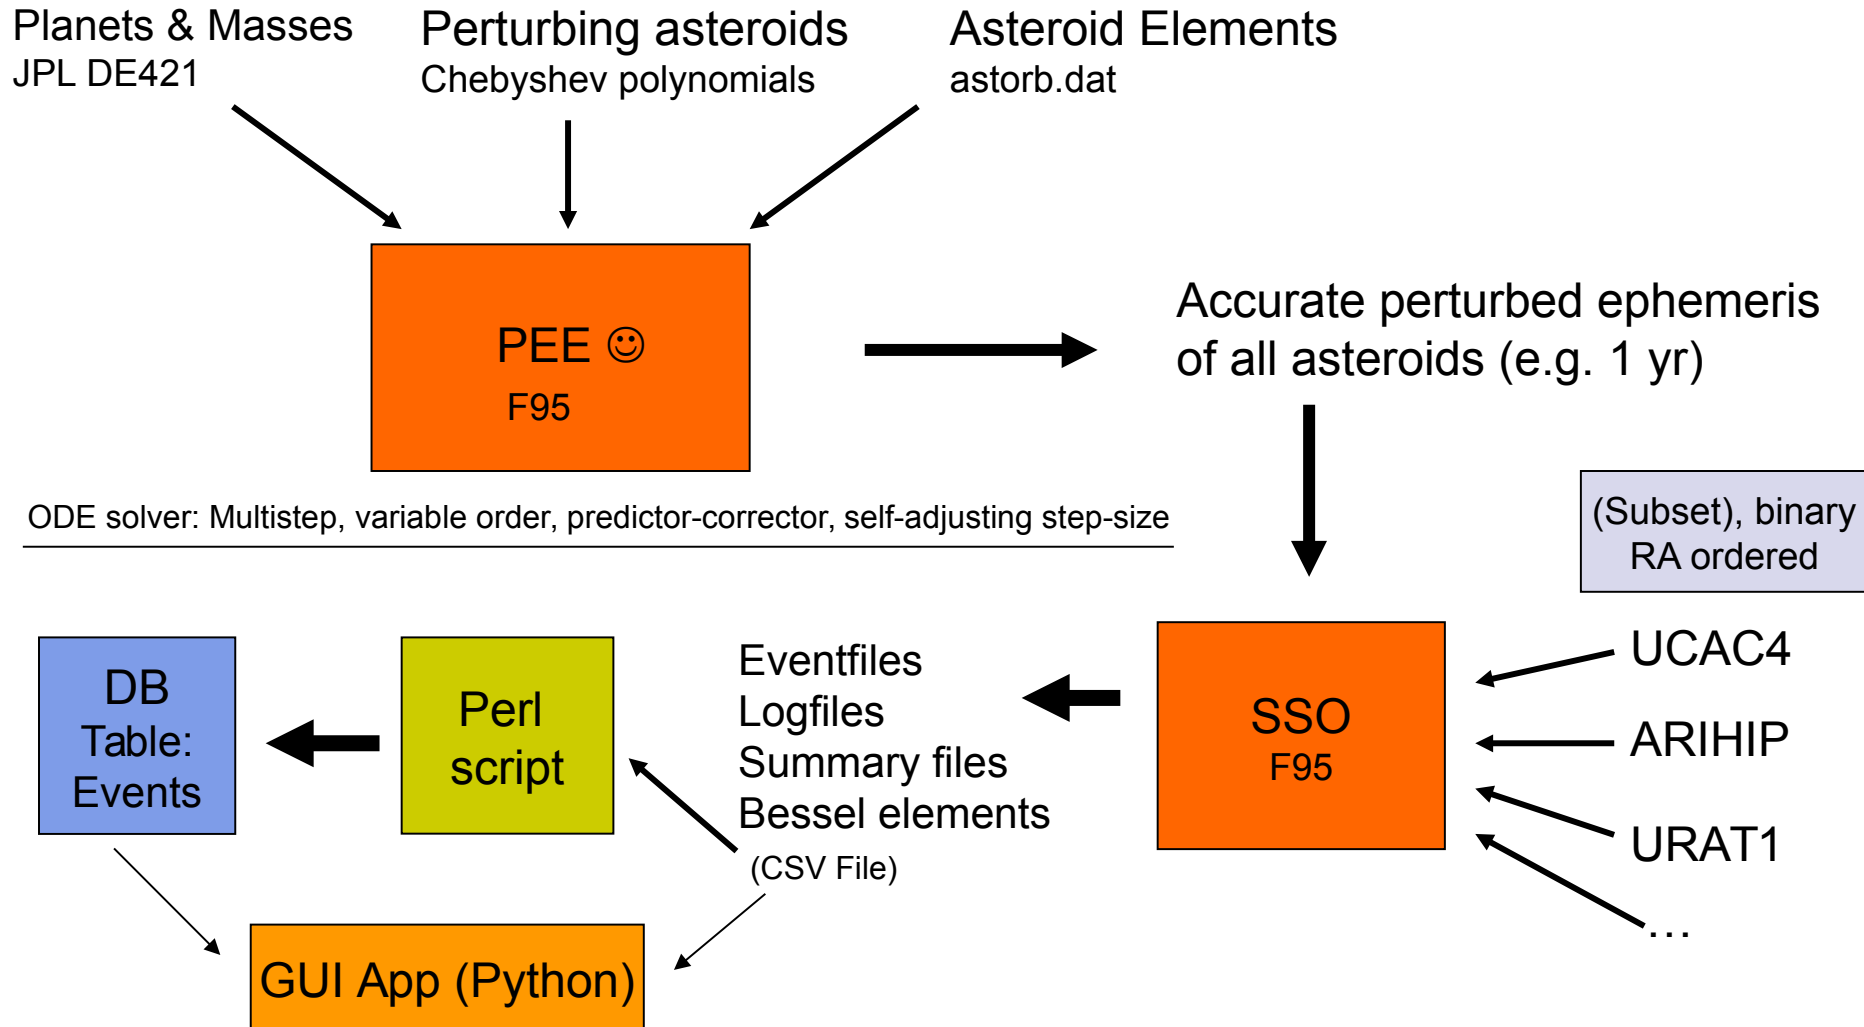 Planets & Masses
JPL DE421
Perturbing asteroids
Chebyshev polynomials
Asteroid Elements
astorb.dat
PEE ☺
F95
Accurate perturbed ephemeris
of all asteroids (e.g. 1 yr)
ODE solver: Multistep, variable order, predictor-corrector, self-adjusting step-size
(Subset), binary
RA ordered
DB
Table:
Events
Perl
script
Eventfiles
Logfiles
Summary files
Bessel elements
(CSV File)
SSO
F95
UCAC4
ARIHIP
URAT1
...
GUI App (Python)